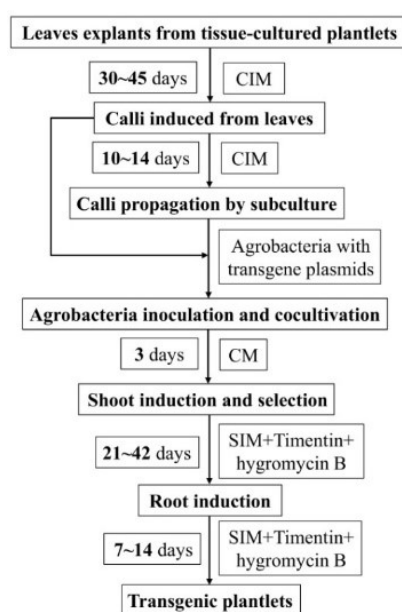 Leaves explants from tissue-cultured plantlets
30~45 days
CIM
Calli induced from leaves
10~14 days
CIM
Calli propagation by subculture
Agrobacteria with
transgene plasmids
Agrobacteria inoculation and cocultivation
3 days
CM
Shoot induction and selection
21~42 days
SIM+Timentin+
hygromycin B
Root induction
7~14 days
SIM+Timentin+
hygromycin B
Transgenic plantlets